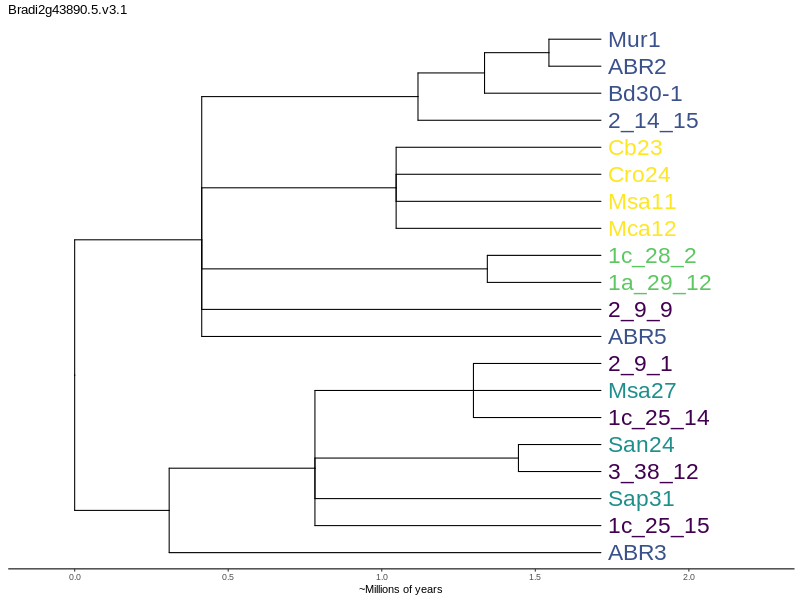 Bradi2g43890.5.v3.1
Mur1
ABR2
Bd30-1
2_14_15
Cb23
Cro24
Msa11
Mca12
1c_28_2
1a_29_12
2_9_9
ABR5
2_9_1
Msa27
1c_25_14
San24
3_38_12
Sap31
1c_25_15
ABR3
0.0 0.5 1.0 1.5 2.0
~Millions of years